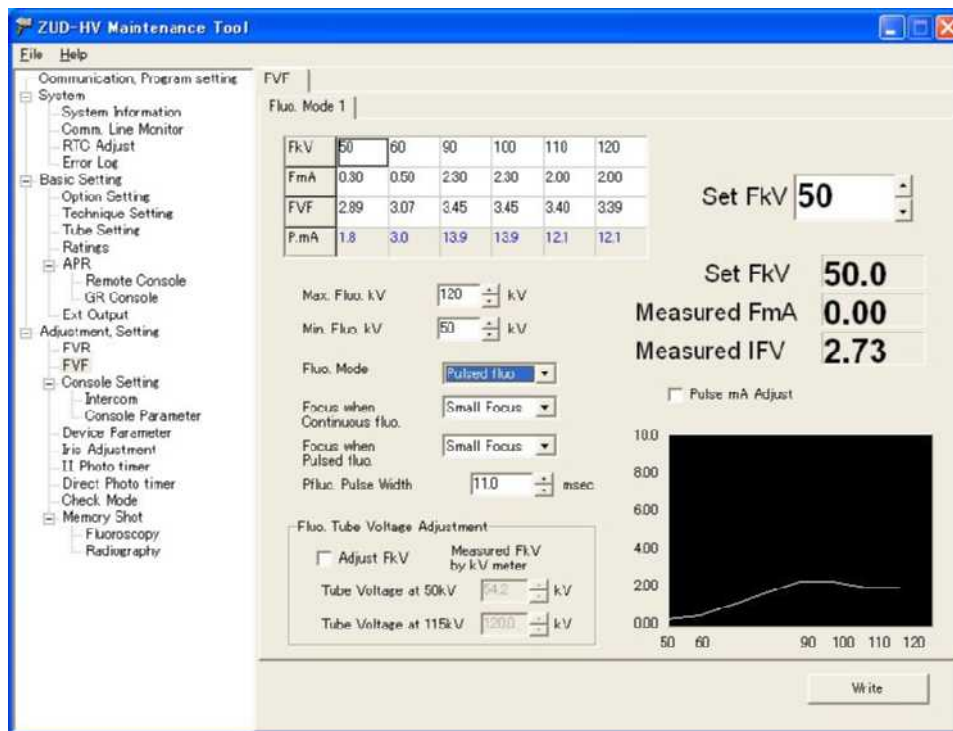 ZUD-HV Maintenance Tool
File Help
Communication, Program setting
System
System Information
Comm. Line Monitor
RTC Adjust
Error Log
Basic Setting
Option Setting
Technique Setting
Tube Setting
Ratings
APR
Remote Console
GR Console
Ext Output
Adjustment, Setting
FVR
FVF
Console Setting
Intercom
Console Parameter
Device Parameter
Iris Adjustment
II Photo timer
Direct Photo timer
Check Mode
Memory Shot
Fluoroscopy
Radiography
FVF
Fluo. Mode 1
FkV 50 60 90 100 110 120
FmA 0.30 0.50 2.30 2.30 2.00 2.00
FVF 2.89 3.07 3.45 3.45 3.40 3.39
P.mA 1.8 3.0 13.9 13.9 12.1 12.1
Max. Fluo. kV 120 kV
Min. Fluo. kV 50 kV
Fluo. Mode Pulsed fluo
Focus when
Continuous fluo. Small Focus
Focus when
Pulsed fluo. Small Focus
Pfluo. Pulse Width 11.0 msec
Fluo. Tube Voltage Adjustment
Adjust FkV
Measured FkV
by kV meter
Tube Voltage at 50kV 54.2 kV
Tube Voltage at 115kV 120.0 kV
Set FkV 50
Set FkV 50.0
Measured FmA 0.00
Measured IFV 2.73
Pulse mA Adjust
10.0
8.00
6.00
4.00
2.00
0.00
50 60 90 100 110 120
Write